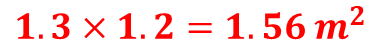 1.3 × 1.2 = 1.56 m²